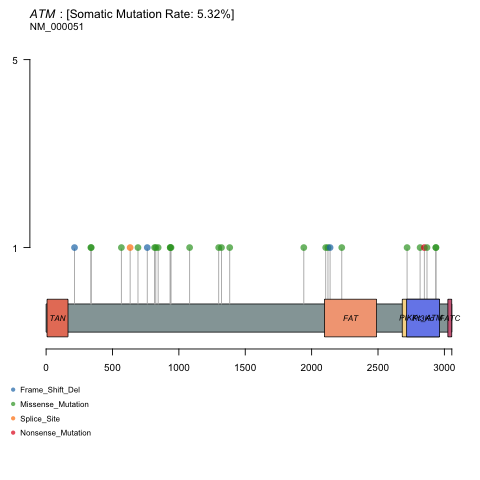 ATM : [Somatic Mutation Rate: 5.32%]
NM_000051
5
1
TAN
FAT
FATC
0
500
1000
1500
2000
2500
3000
Frame_Shift_Del
Missense_Mutation
Splice_Site
Nonsense_Mutation